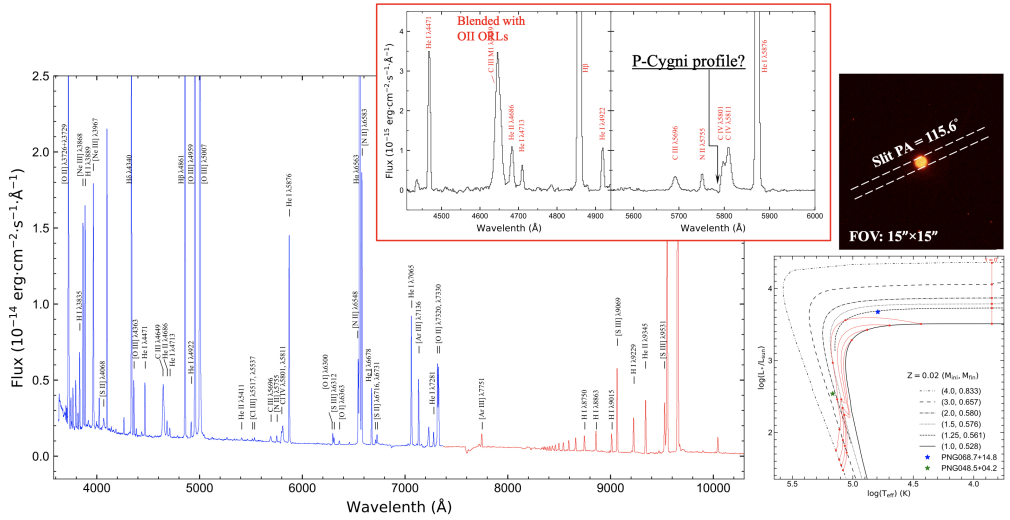 Blended with
OII ORLs
He I λ4471
C III M1 λ4649
He II λ4686
He I λ4713
Hβ
He I λ4922
P-Cygni profile?
C III λ5696
N II λ5755
C IV λ5801
C IV λ5811
He I λ5876
Flux (10⁻¹⁵ erg·cm⁻²·s⁻¹·Å⁻¹)
4
3
2
1
0
4500 4600 4700 4800 4900
5600 5700 5800 5900 6000
Wavelenth (Å)
Wavelenth (Å)
Flux (10⁻¹⁴ erg·cm⁻²·s⁻¹·Å⁻¹)
2.5
2.0
1.5
1.0
0.5
0.0
[O II] λ3726+λ3729
H I λ3835
[Ne III] λ3868
H I λ3889
[Ne III] λ3967
[S II] λ4068
Hδ λ4340
[O III] λ4363
He I λ4471
C III λ4649
He II λ4686
He I λ4713
Hβ λ4861
He I λ4922
[O III] λ4959
[O III] λ5007
He II λ5411
[Cl III] λ5517, λ5537
C III λ5696
[N II] λ5755
C IV λ5801, λ5811
He I λ5876
[O I] λ6300
[S III] λ6312
[O I] λ6363
[N II] λ6548
Hα λ6563
[N II] λ6583
He I λ6678
[S II] λ6716, λ6731
He I λ7065
[Ar III] λ7136
He I λ7281
[O II] λ7320, λ7330
[Ar III] λ7751
H I λ8750
H I λ8863
H I λ9015
[S III] λ9069
H I λ9229
He II λ9345
[S III] λ9531
4000 5000 6000 7000 8000 9000 10000
Wavelenth (Å)
Slit PA = 115.6°
FOV: 15″×15″
log(L⋆/Lsun)
4
3
2
Z = 0.02 (Mini, Mfin)
(4.0, 0.833)
(3.0, 0.657)
(2.0, 0.580)
(1.5, 0.576)
(1.25, 0.561)
(1.0, 0.528)
PNG068.7+14.8
PNG048.5+04.2
5.5 5.0 4.5 4.0
log(Teff) (K)